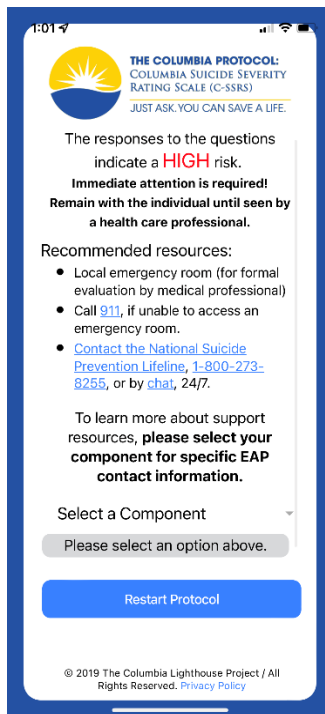 1:01
THE COLUMBIA PROTOCOL:
COLUMBIA SUICIDE SEVERITY
RATING SCALE (C-SSRS)
JUST ASK. YOU CAN SAVE A LIFE.
The responses to the questions
indicate a HIGH risk.
Immediate attention is required!
Remain with the individual until seen by
a health care professional.
Recommended resources:
• Local emergency room (for formal
evaluation by medical professional)
• Call 911, if unable to access an
emergency room.
• Contact the National Suicide
Prevention Lifeline, 1-800-273-
8255, or by chat, 24/7.
To learn more about support
resources, please select your
component for specific EAP
contact information.
Select a Component
Please select an option above.
Restart Protocol
© 2019 The Columbia Lighthouse Project / All
Rights Reserved. Privacy Policy